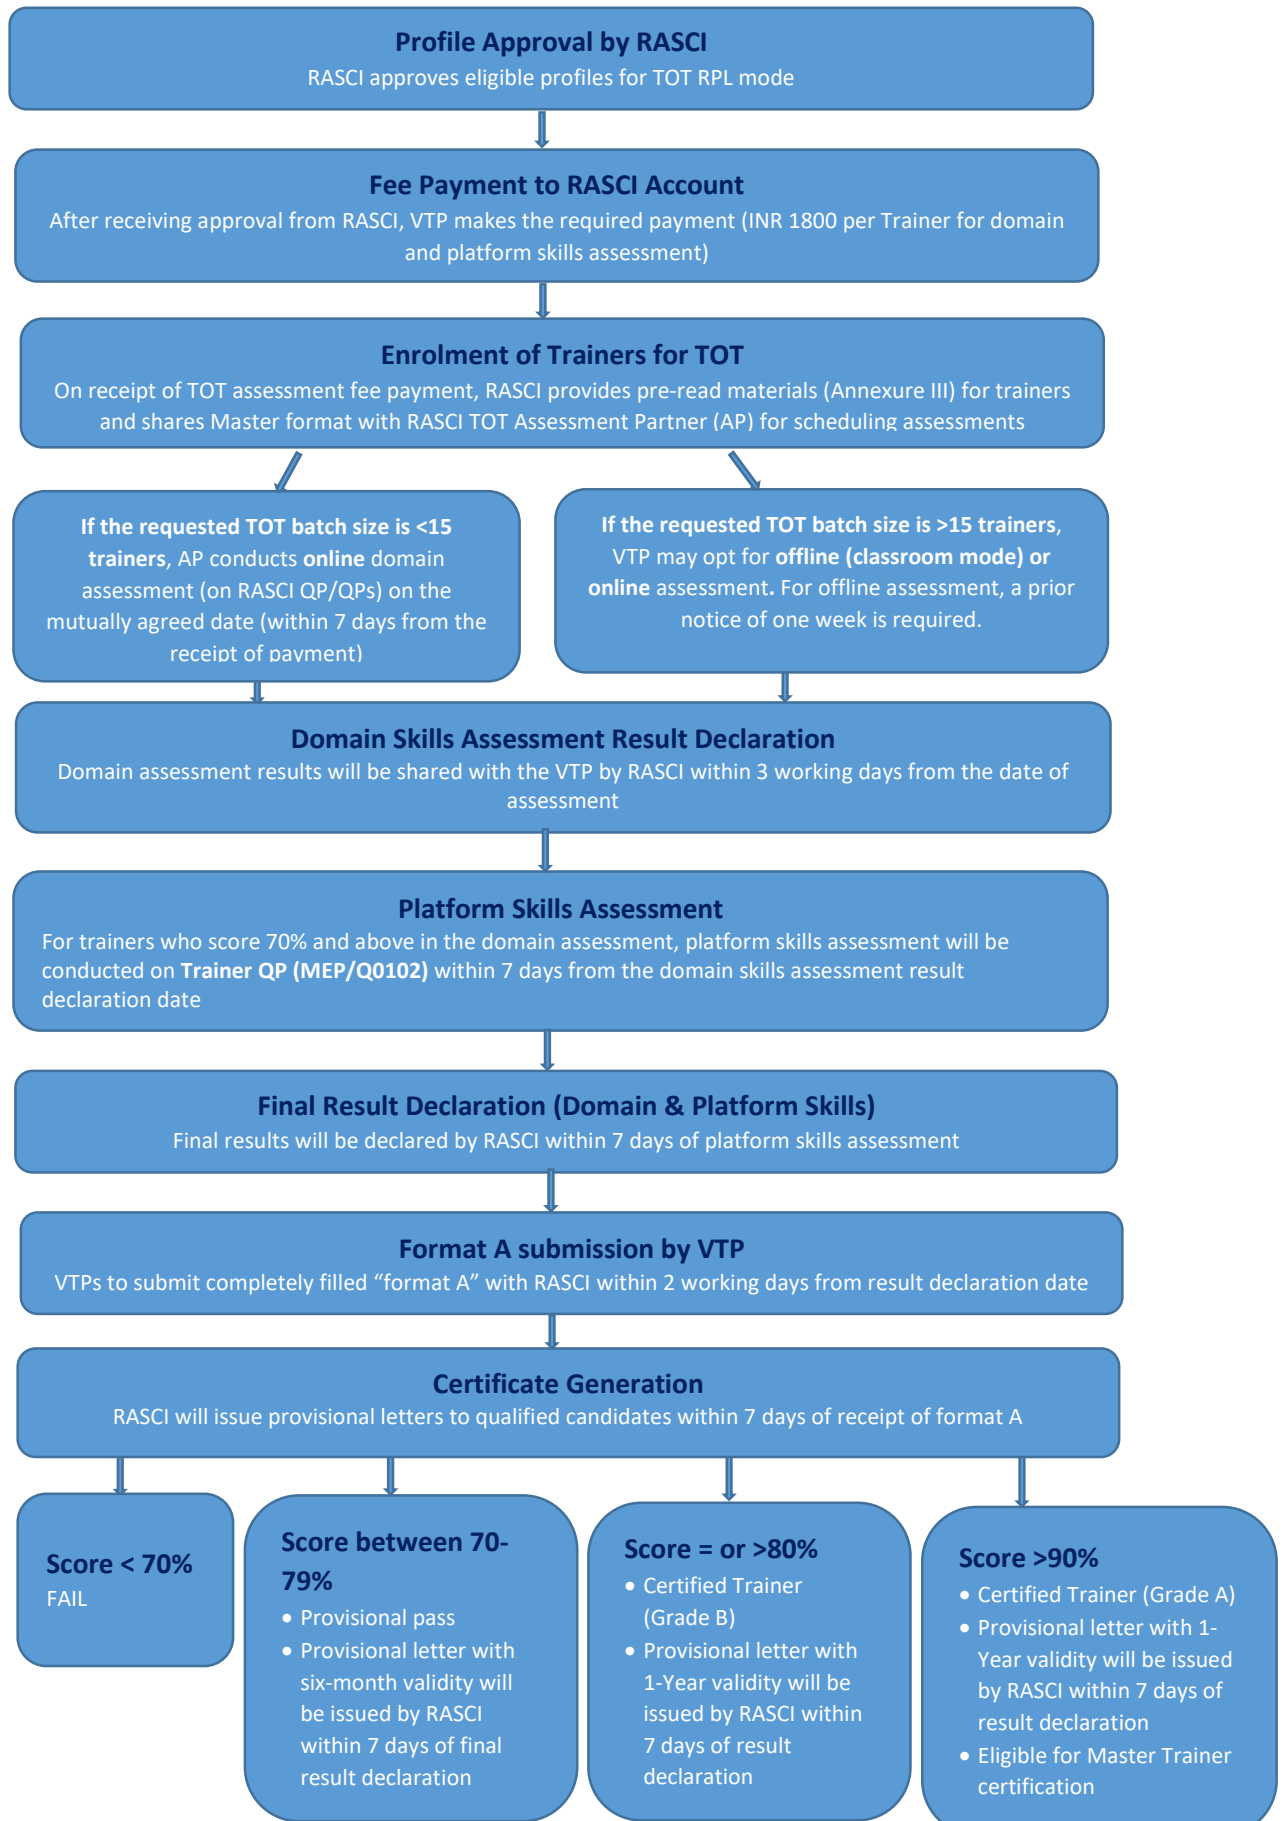 Profile Approval by RASCI
RASCI approves eligible profiles for TOT RPL mode
Fee Payment to RASCI Account
After receiving approval from RASCI, VTP makes the required payment (INR 1800 per Trainer for domain
and platform skills assessment)
Enrolment of Trainers for TOT
On receipt of TOT assessment fee payment, RASCI provides pre-read materials (Annexure III) for trainers
and shares Master format with RASCI TOT Assessment Partner (AP) for scheduling assessments
If the requested TOT batch size is <15
trainers, AP conducts online domain
assessment (on RASCI QP/QPs) on the
mutually agreed date (within 7 days from the
receipt of payment)
If the requested TOT batch size is >15 trainers,
VTP may opt for offline (classroom mode) or
online assessment. For offline assessment, a prior
notice of one week is required.
Domain Skills Assessment Result Declaration
Domain assessment results will be shared with the VTP by RASCI within 3 working days from the date of
assessment
Platform Skills Assessment
For trainers who score 70% and above in the domain assessment, platform skills assessment will be
conducted on Trainer QP (MEP/Q0102) within 7 days from the domain skills assessment result
declaration date
Final Result Declaration (Domain & Platform Skills)
Final results will be declared by RASCI within 7 days of platform skills assessment
Format A submission by VTP
VTPs to submit completely filled “format A” with RASCI within 2 working days from result declaration date
Certificate Generation
RASCI will issue provisional letters to qualified candidates within 7 days of receipt of format A
Score < 70%
FAIL
Score between 70-
79%
• Provisional pass
• Provisional letter with
six-month validity will
be issued by RASCI
within 7 days of final
result declaration
Score = or >80%
• Certified Trainer
(Grade B)
• Provisional letter with
1-Year validity will be
issued by RASCI within
7 days of result
declaration
Score >90%
• Certified Trainer (Grade A)
• Provisional letter with 1-
Year validity will be issued
by RASCI within 7 days of
result declaration
• Eligible for Master Trainer
certification